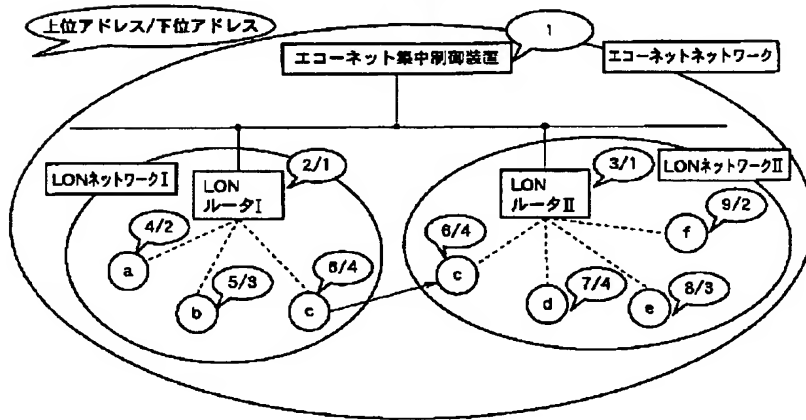 上位アドレス/下位アドレス
1
エコーネット集中制御装置
エコーネットネットワーク
LONネットワークⅠ
2/1
LON
ルータⅠ
3/1
LONネットワークⅡ
LON
ルータⅡ
4/2
a
5/3
b
6/4
c
6/4
c
7/4
d
8/3
e
9/2
f